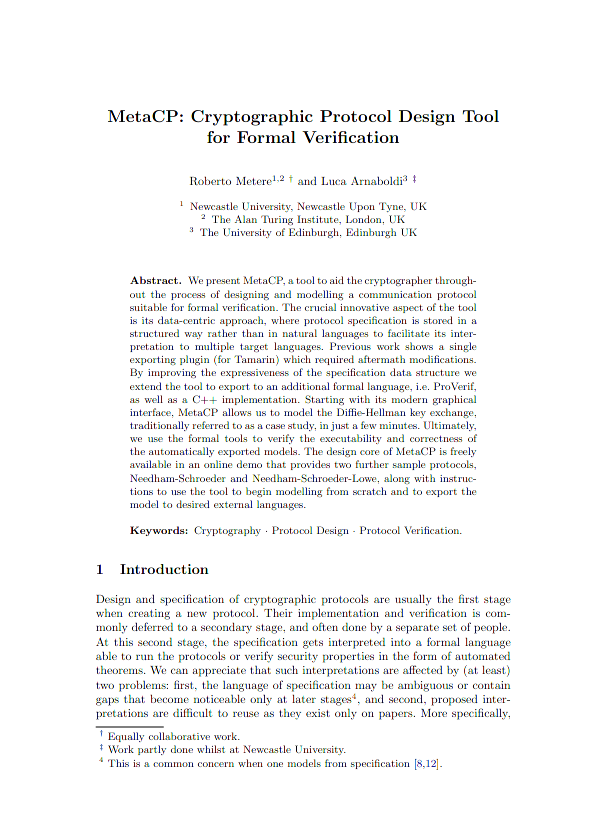 MetaCP: Cryptographic Protocol Design Tool
for Formal Verification
Roberto Metere1,2 † and Luca Arnaboldi3 ‡
1 Newcastle University, Newcastle Upon Tyne, UK
2 The Alan Turing Institute, London, UK
3 The University of Edinburgh, Edinburgh UK
Abstract. We present MetaCP, a tool to aid the cryptographer through-
out the process of designing and modelling a communication protocol
suitable for formal verification. The crucial innovative aspect of the tool
is its data-centric approach, where protocol specification is stored in a
structured way rather than in natural languages to facilitate its inter-
pretation to multiple target languages. Previous work shows a single
exporting plugin (for Tamarin) which required aftermath modifications.
By improving the expressiveness of the specification data structure we
extend the tool to export to an additional formal language, i.e. ProVerif,
as well as a C++ implementation. Starting with its modern graphical
interface, MetaCP allows us to model the Diffie-Hellman key exchange,
traditionally referred to as a case study, in just a few minutes. Ultimately,
we use the formal tools to verify the executability and correctness of
the automatically exported models. The design core of MetaCP is freely
available in an online demo that provides two further sample protocols,
Needham-Schroeder and Needham-Schroeder-Lowe, along with instruc-
tions to use the tool to begin modelling from scratch and to export the
model to desired external languages.
Keywords: Cryptography · Protocol Design · Protocol Verification.
1 Introduction
Design and specification of cryptographic protocols are usually the first stage
when creating a new protocol. Their implementation and verification is com-
monly deferred to a secondary stage, and often done by a separate set of people.
At this second stage, the specification gets interpreted into a formal language
able to run the protocols or verify security properties in the form of automated
theorems. We can appreciate that such interpretations are affected by (at least)
two problems: first, the language of specification may be ambiguous or contain
gaps that become noticeable only at later stages4, and second, proposed inter-
pretations are difficult to reuse as they exist only on papers. More specifically,
† Equally collaborative work.
‡ Work partly done whilst at Newcastle University.
4 This is a common concern when one models from specification [8,12].